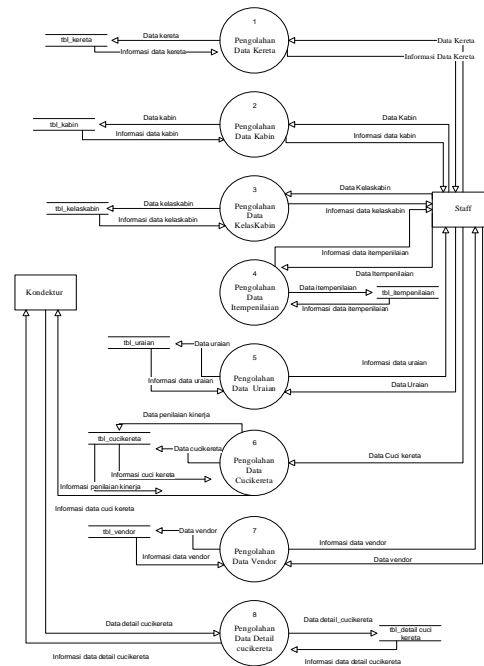 1
Pengolahan
Data Kereta
tbl_kereta
Data kereta
Informasi data kereta
Data Kereta
Informasi Data Kereta
2
Pengolahan
Data Kabin
tbl_kabin
Data kabin
Informasi data kabin
Data Kabin
Informasi data kabin
3
Pengolahan
Data
KelasKabin
tbl_kelaskabin
Data kelaskabin
Informasi data kelaskabin
Data Kelaskabin
Informasi data kelaskabin
Staff
Informasi data itempenilaian
4
Pengolahan
Data
Itempenilaian
Data Itempenilaian
Data itempenilaian
tbl_Itempenilaian
Informasi data itempenilaian
Kondektur
tbl_uraian
Data uraian
Informasi data uraian
5
Pengolahan
Data Uraian
Informasi data uraian
Data Uraian
Data penilaian kinerja
tbl_cucikereta
Data cucikereta
Informasi cuci kereta
Informasi penilaian kinerja
6
Pengolahan
Data
Cucikereta
Data Cuci kereta
Informasi data cuci kereta
tbl_vendor
Data vendor
Informasi data vendor
7
Pengolahan
Data Vendor
Informasi data vendor
Data vendor
8
Pengolahan
Data Detail
cucikereta
Data detail cucikereta
Informasi data detail cucikereta
Data detail_cucikereta
tbl_detail cuci
kereta
Informasi data detail cucikereta